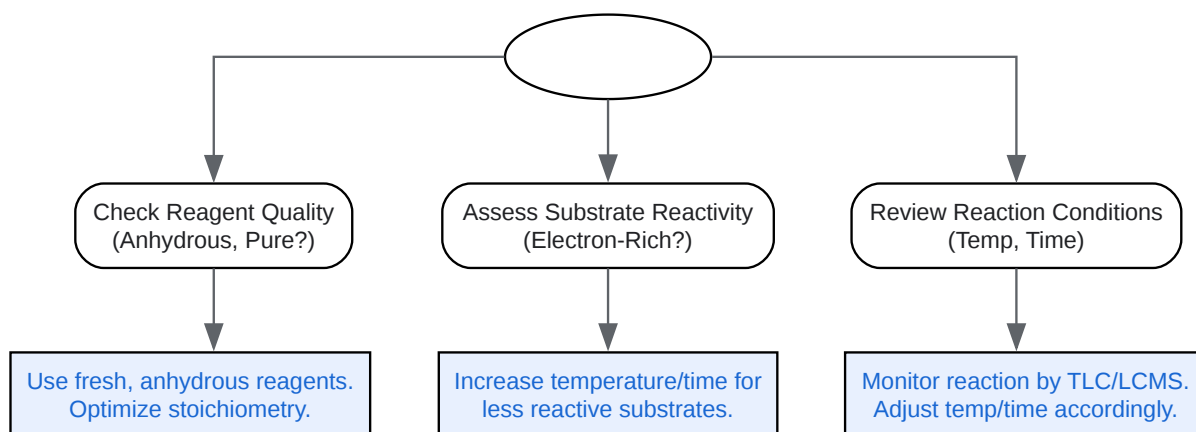 Check Reagent Quality
(Anhydrous, Pure?)
Assess Substrate Reactivity
(Electron-Rich?)
Review Reaction Conditions
(Temp, Time)
Use fresh, anhydrous reagents.
Optimize stoichiometry.
Increase temperature/time for
less reactive substrates.
Monitor reaction by TLC/LCMS.
Adjust temp/time accordingly.